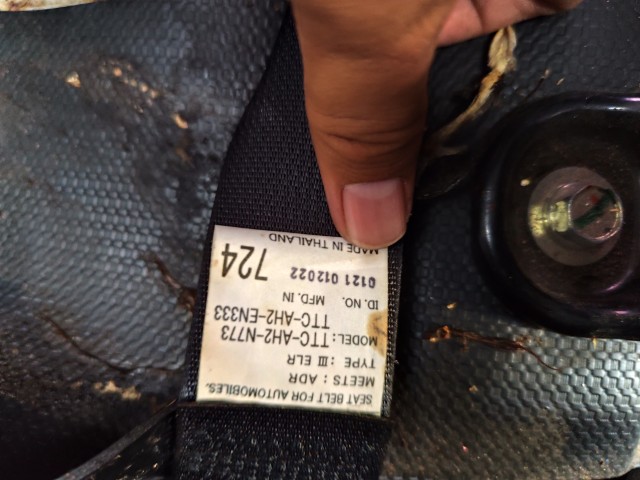 SEAT BELT FOR AUTOMOBILES.
MEETS : ADR
TYPE : III ELR
MODEL: TTC-AH2-N773
TTC-AH2-EN333
ID. NO. MFD. IN
0121 012022 724
MADE IN THAILAND